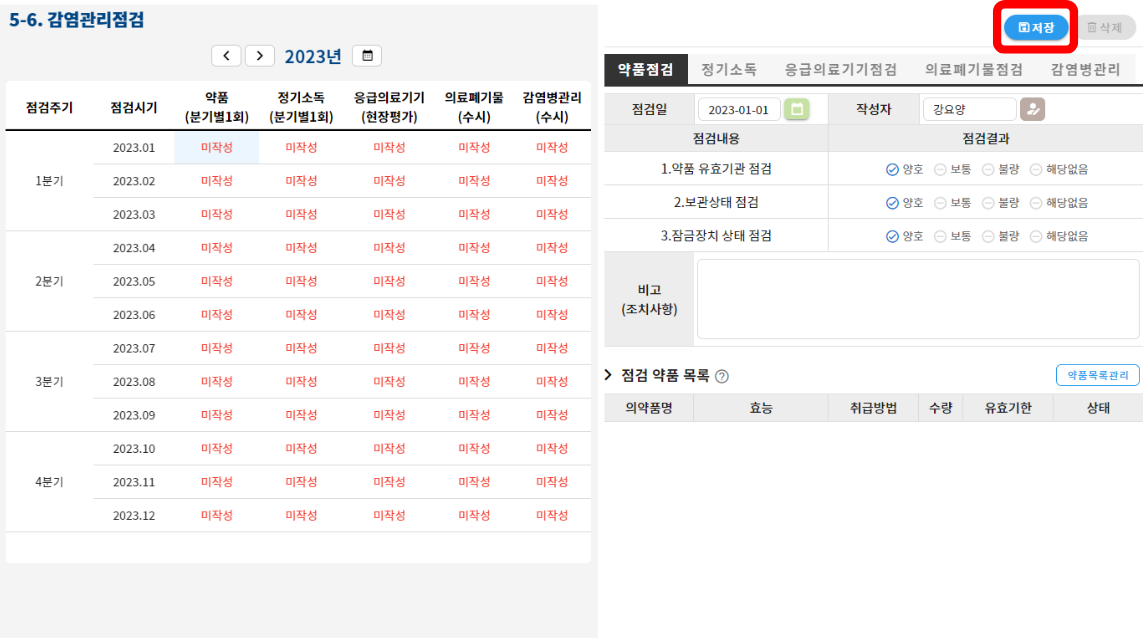 5-6. 감염관리점검
2023년
점검주기 점검시기 약품 (분기별1회) 정기소독 (분기별1회) 응급의료기기 (현장평가) 의료폐기물 (수시) 감염병관리 (수시)
1분기
2023.01 미작성 미작성 미작성 미작성 미작성
2023.02 미작성 미작성 미작성 미작성 미작성
2023.03 미작성 미작성 미작성 미작성 미작성
2분기
2023.04 미작성 미작성 미작성 미작성 미작성
2023.05 미작성 미작성 미작성 미작성 미작성
2023.06 미작성 미작성 미작성 미작성 미작성
3분기
2023.07 미작성 미작성 미작성 미작성 미작성
2023.08 미작성 미작성 미작성 미작성 미작성
2023.09 미작성 미작성 미작성 미작성 미작성
4분기
2023.10 미작성 미작성 미작성 미작성 미작성
2023.11 미작성 미작성 미작성 미작성 미작성
2023.12 미작성 미작성 미작성 미작성 미작성
저장 삭제
약품점검 정기소독 응급의료기기점검 의료폐기물점검 감염병관리
점검일 2023-01-01 작성자 강요양
점검내용 점검결과
1.약품 유효기관 점검 양호 보통 불량 해당없음
2.보관상태 점검 양호 보통 불량 해당없음
3.잠금장치 상태 점검 양호 보통 불량 해당없음
비고
(조치사항)
점검 약품 목록 ? 약품목록관리
의약품명 효능 취급방법 수량 유효기한 상태